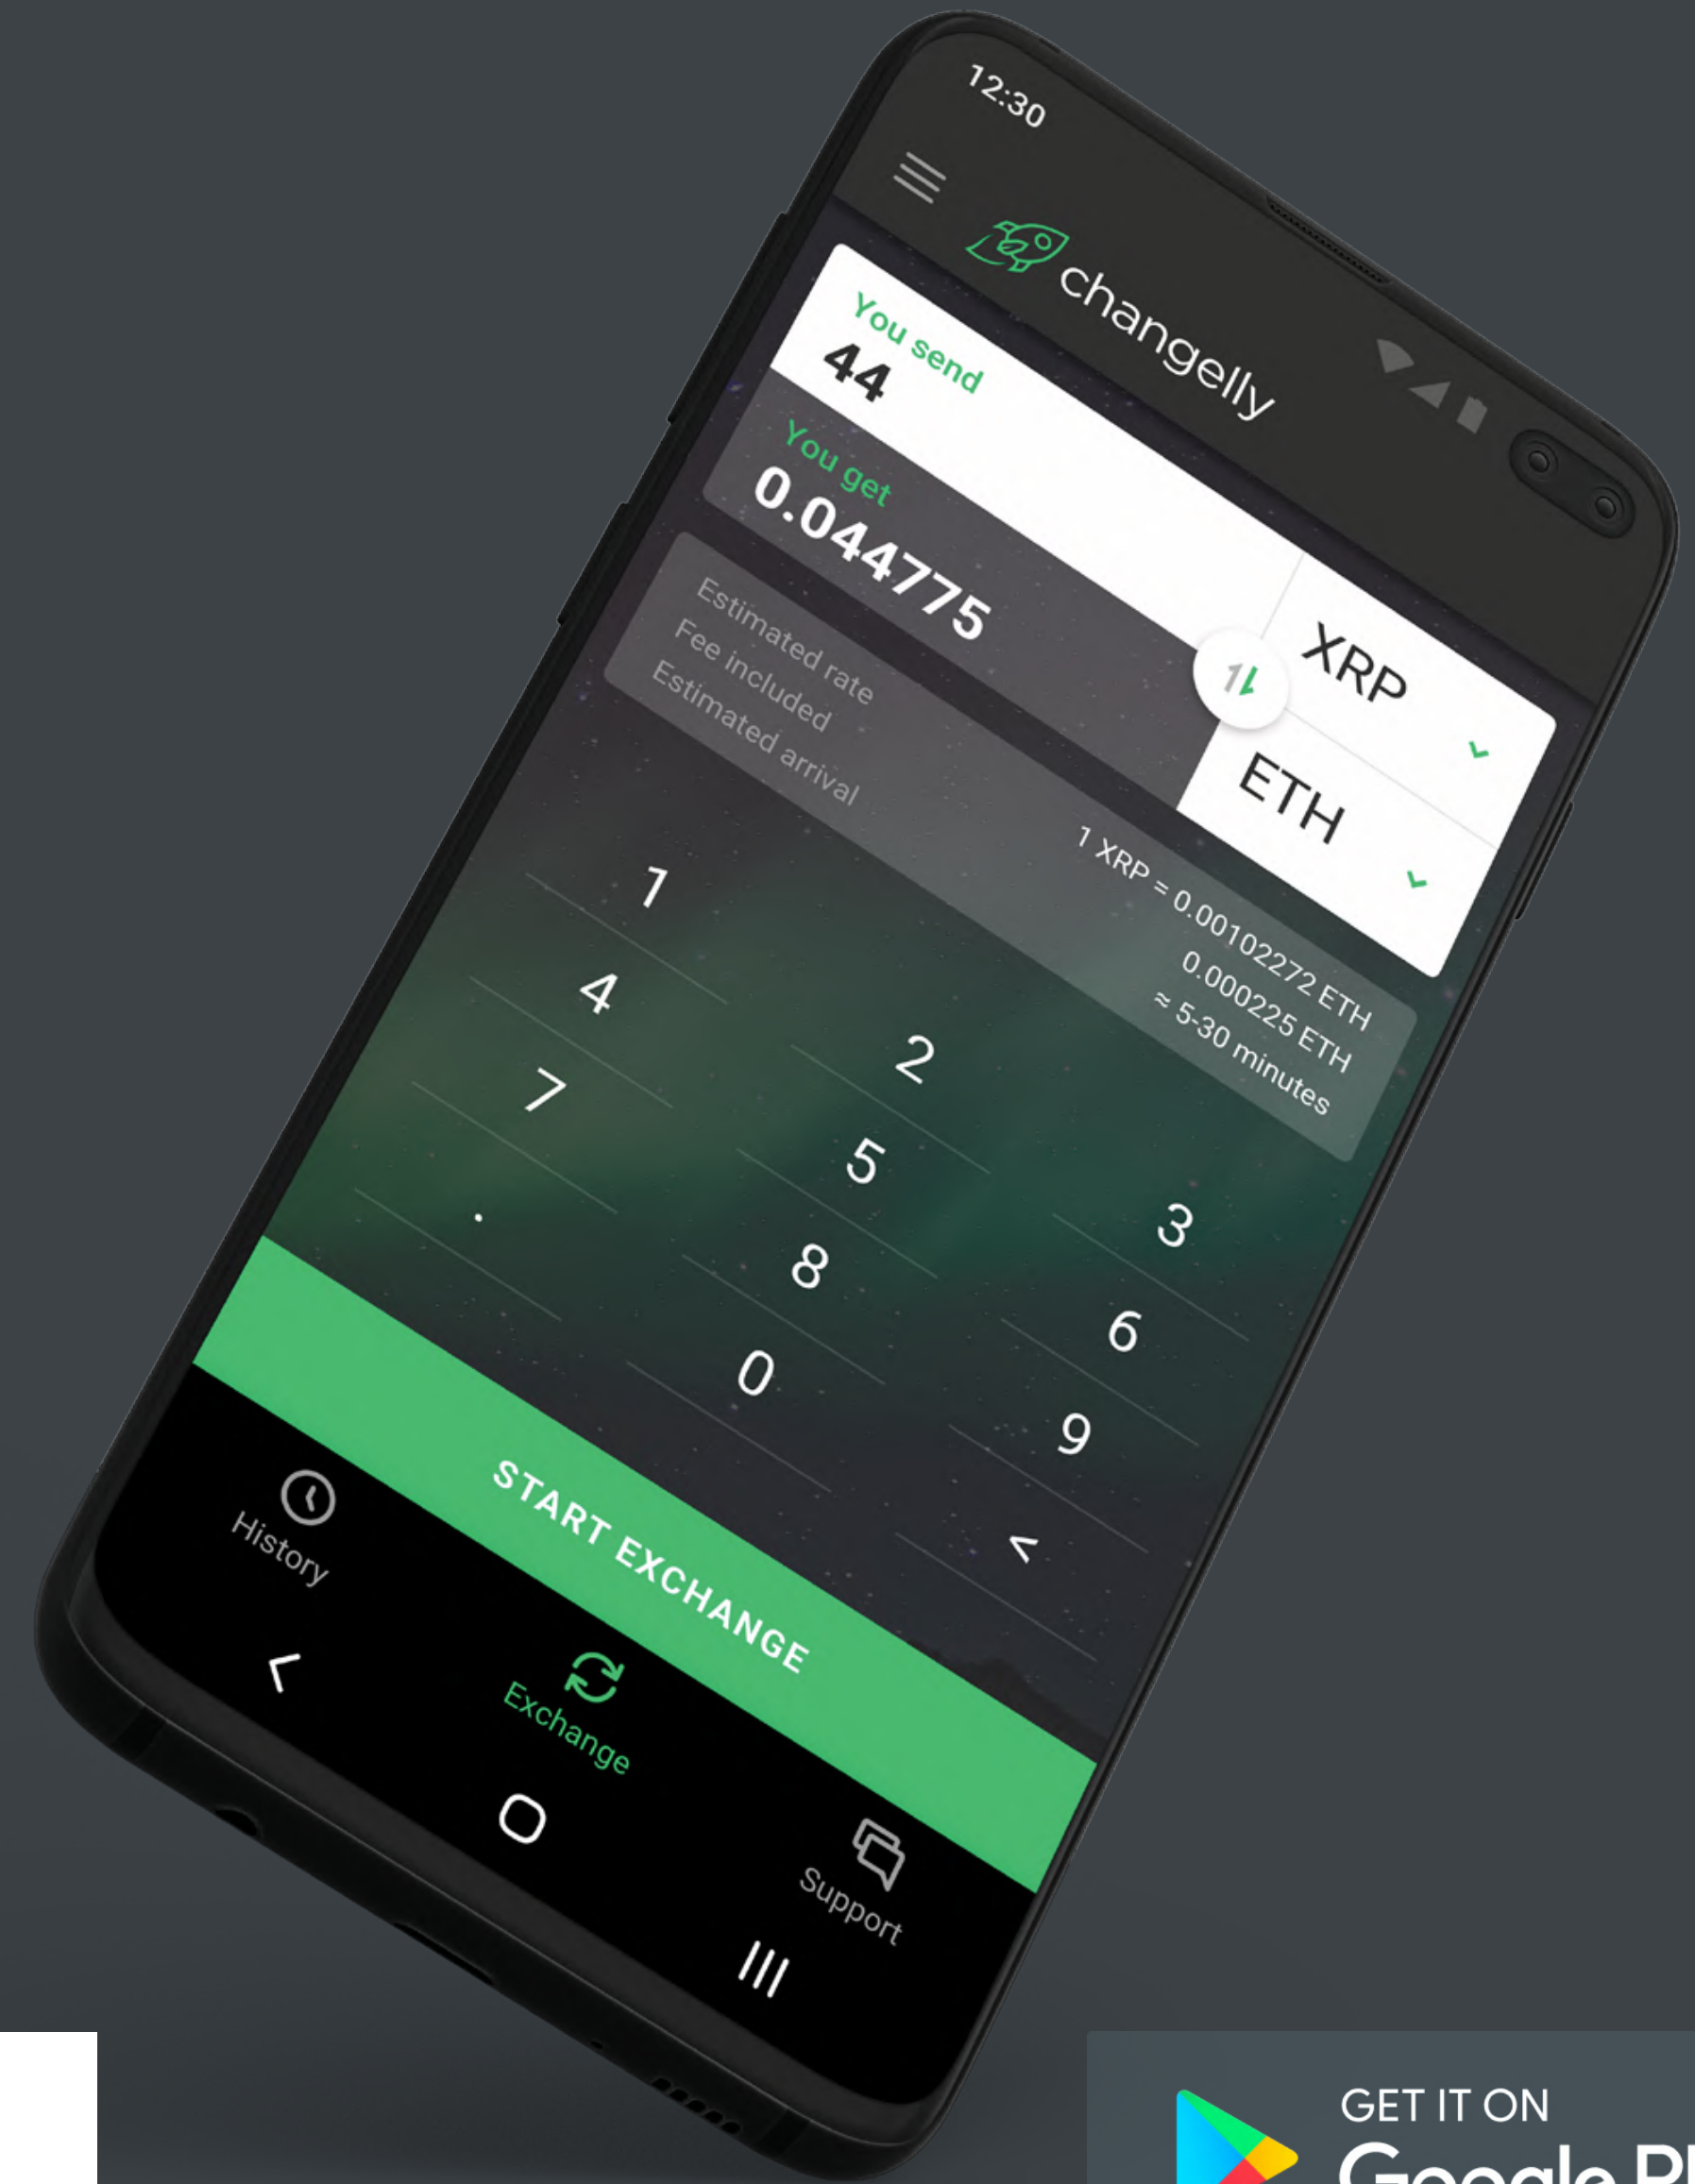 12:30
changelly
You send
44
XRP
You get
0.044775
ETH
Estimated rate
1 XRP = 0.00102272 ETH
Fee included
0.000225 ETH
Estimated arrival
≈ 5-30 minutes
1 2 3
4 5 6
7 8 9
. 0 <
START EXCHANGE
History
Exchange
Support
GET IT ON
Google